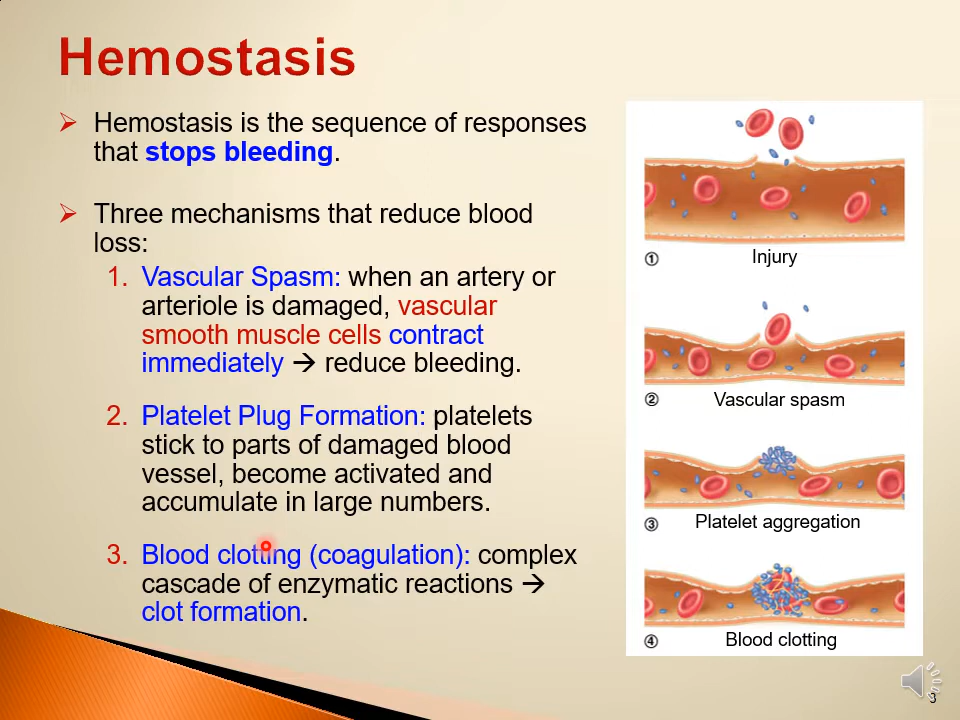 Hemostasis
➢ Hemostasis is the sequence of responses
that stops bleeding.
➢ Three mechanisms that reduce blood
loss:
1. Vascular Spasm: when an artery or
arteriole is damaged, vascular
smooth muscle cells contract
immediately → reduce bleeding.
2. Platelet Plug Formation: platelets
stick to parts of damaged blood
vessel, become activated and
accumulate in large numbers.
3. Blood clotting (coagulation): complex
cascade of enzymatic reactions →
clot formation.
① Injury
② Vascular spasm
③ Platelet aggregation
④ Blood clotting
3